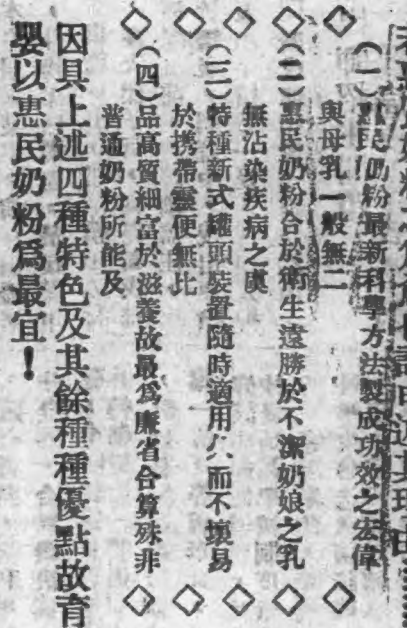 (一)惠民奶粉最新科學方法製成功效之宏偉
與母乳一般無二
(二)惠民奶粉合於衛生遠勝於不潔奶娘之乳
無沾染疾病之虞
(三)特種新式罐頭裝置隨時適用久而不壞易
於携帶靈便無比
(四)品高質細富於滋養故最爲廉省合算殊非
普通奶粉所能及
因具上述四種特色及其餘種種優點故育
嬰以惠民奶粉爲最宜!